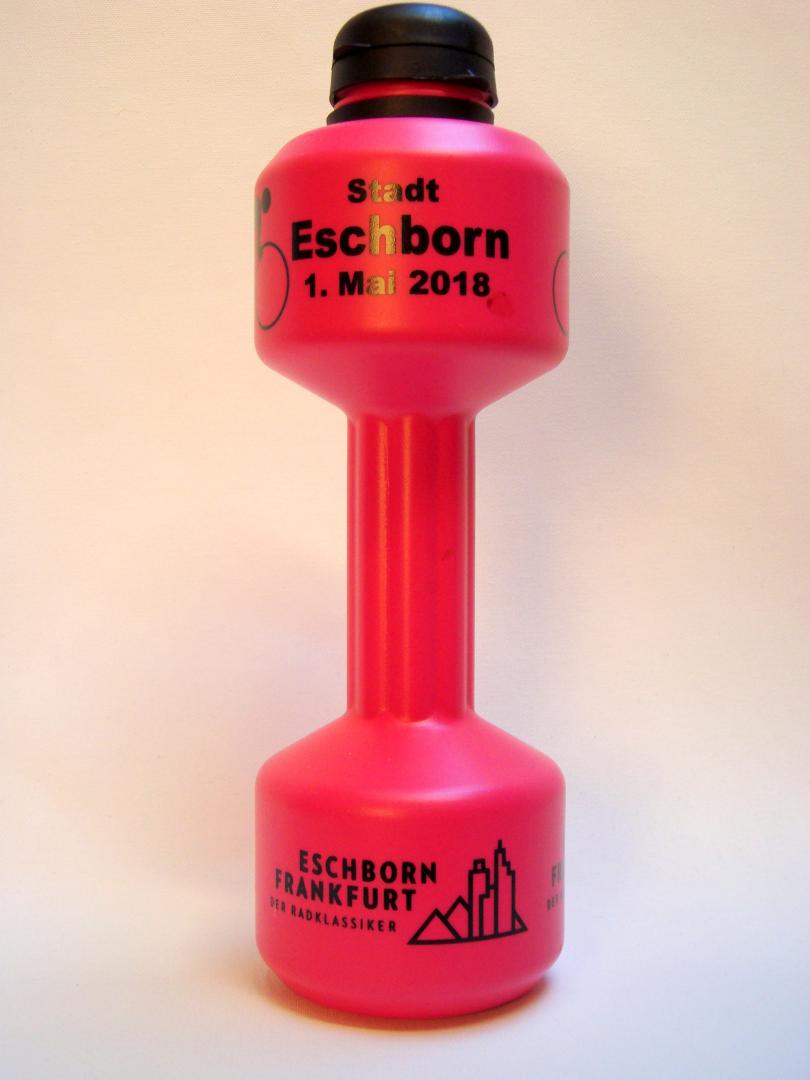 Stadt
Eschborn
1. Mai 2018
ESCHBORN
FRANKFURT
DER RADKLASSIKER